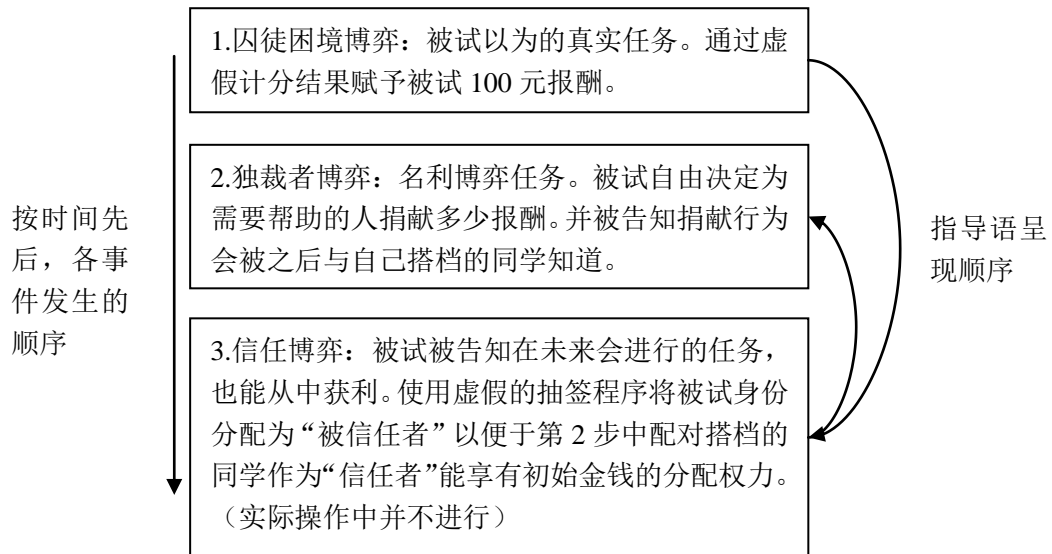 1.囚徒困境博弈：被试以为的真实任务。通过虚
假计分结果赋予被试 100 元报酬。
2.独裁者博弈：名利博弈任务。被试自由决定为
需要帮助的人捐献多少报酬。并被告知捐献行为
会被之后与自己搭档的同学知道。
按时间先
后，各事
件发生的
顺序
指导语呈
现顺序
3.信任博弈：被试被告知在未来会进行的任务，
也能从中获利。使用虚假的抽签程序将被试身份
分配为“被信任者”以便于第 2 步中配对搭档的
同学作为“信任者”能享有初始金钱的分配权力。
（实际操作中并不进行）